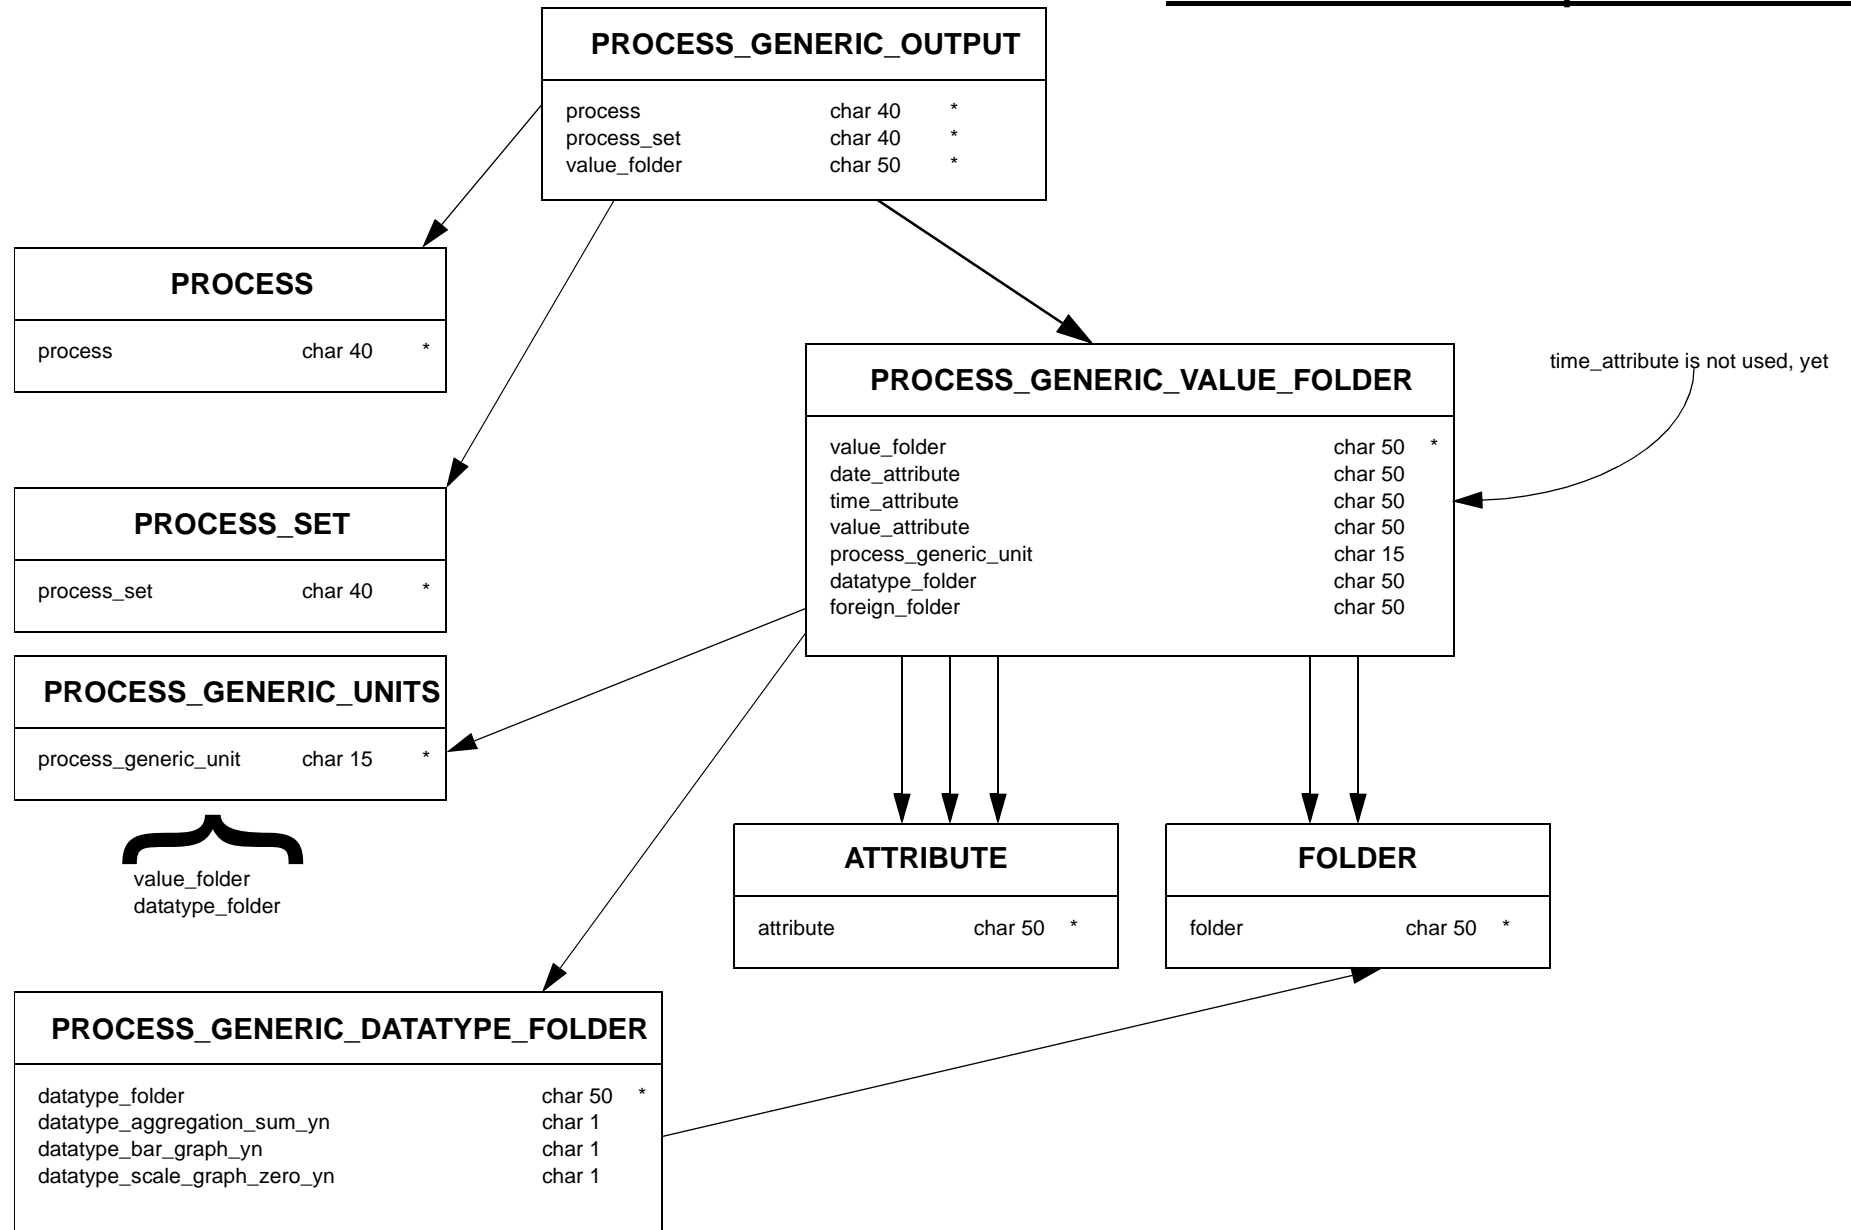 PROCESS_GENERIC_OUTPUT
process char 40 *
process_set char 40 *
value_folder char 50 *
PROCESS
process char 40 *
PROCESS_GENERIC_VALUE_FOLDER
value_folder char 50 *
date_attribute char 50
time_attribute char 50
value_attribute char 50
process_generic_unit char 15
datatype_folder char 50
foreign_folder char 50
time_attribute is not used, yet
PROCESS_SET
process_set char 40 *
PROCESS_GENERIC_UNITS
process_generic_unit char 15 *
value_folder
datatype_folder
ATTRIBUTE
attribute char 50 *
FOLDER
folder char 50 *
PROCESS_GENERIC_DATATYPE_FOLDER
datatype_folder char 50 *
datatype_aggregation_sum_yn char 1
datatype_bar_graph_yn char 1
datatype_scale_graph_zero_yn char 1